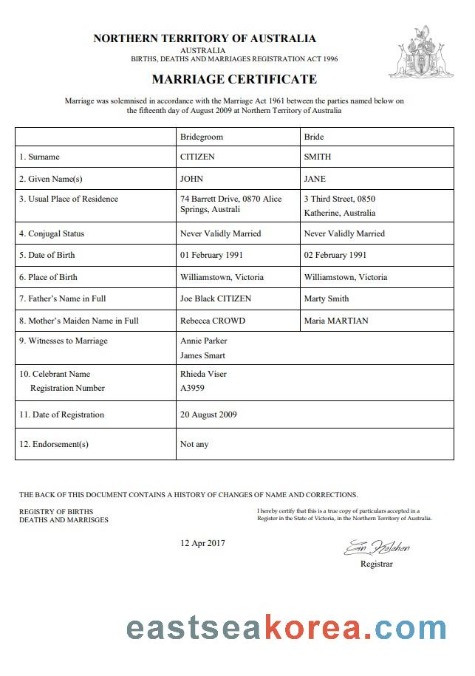 NORTHERN TERRITORY OF AUSTRALIA
AUSTRALIA
BIRTHS, DEATHS AND MARRIAGES REGISTRATION ACT 1996
MARRIAGE CERTIFICATE
Marriage was solemnised in accordance with the Marriage Act 1961 between the parties named below on
the fifteenth day of August 2009 at Northern Territory of Australia
Bridegroom Bride
1. Surname CITIZEN SMITH
2. Given Name(s) JOHN JANE
3. Usual Place of Residence 74 Barrett Drive, 0870 Alice 3 Third Street, 0850
Springs, Australi Katherine, Australia
4. Conjugal Status Never Validly Married Never Validly Married
5. Date of Birth 01 February 1991 02 February 1991
6. Place of Birth Williamstown, Victoria Williamstown, Victoria
7. Father's Name in Full Joe Black CITIZEN Marty Smith
8. Mother's Maiden Name in Full Rebecca CROWD Maria MARTIAN
9. Witnesses to Marriage Annie Parker
James Smart
10. Celebrant Name Rhieda Viser
Registration Number A3959
11. Date of Registration 20 August 2009
12. Endorsement(s) Not any
THE BACK OF THIS DOCUMENT CONTAINS A HISTORY OF CHANGES OF NAME AND CORRECTIONS.
REGISTRY OF BIRTHS
DEATHS AND MARRISGES
I hereby certify that this is a true copy of particulars accepted in a
Register in the State of Victoria, in the Northern Territory of Australia.
12 Apr 2017
Registrar
eastseakorea.com